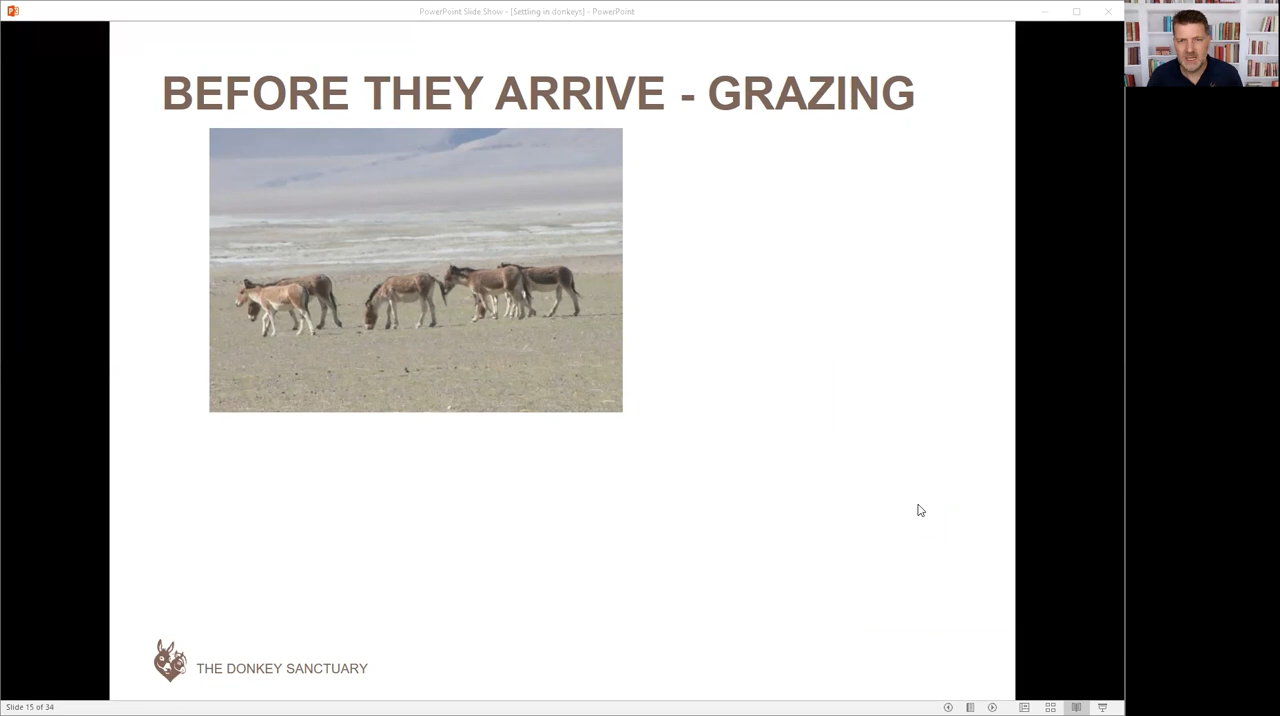 PowerPoint Slide Show - [Settling in donkeys] - PowerPoint
BEFORE THEY ARRIVE - GRAZING
THE DONKEY SANCTUARY
Slide 15 of 34